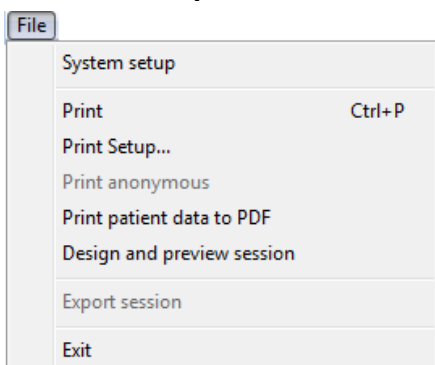 File
System setup
Print Ctrl+P
Print Setup...
Print anonymous
Print patient data to PDF
Design and preview session
Export session
Exit